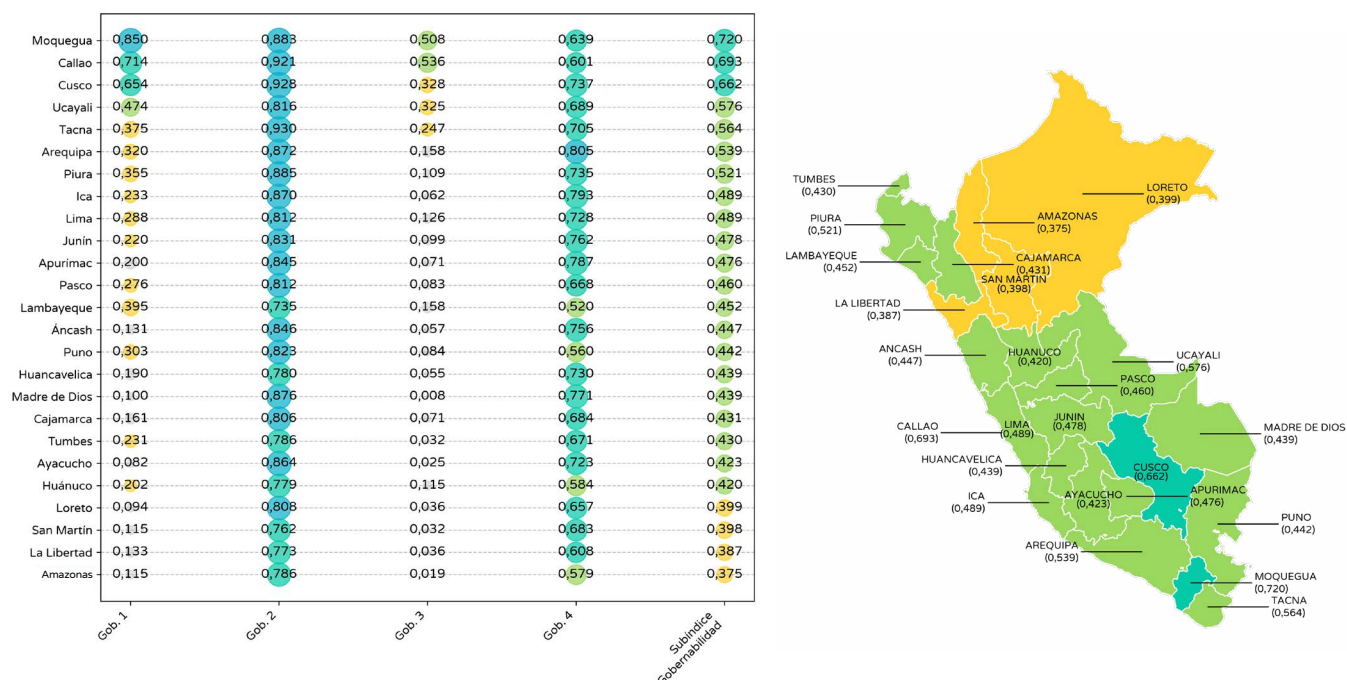 Moquegua 0,850 0,883 0,508 0,639 0,720
Callao 0,714 0,921 0,536 0,601 0,693
Cusco 0,654 0,928 0,328 0,737 0,662
Ucayali 0,474 0,816 0,325 0,689 0,576
Tacna 0,375 0,930 0,247 0,705 0,564
Arequipa 0,320 0,872 0,158 0,805 0,539
Piura 0,355 0,885 0,109 0,735 0,521
Ica 0,233 0,870 0,062 0,793 0,489
Lima 0,288 0,812 0,126 0,728 0,489
Junín 0,220 0,831 0,099 0,762 0,478
Apurímac 0,200 0,845 0,071 0,787 0,476
Pasco 0,276 0,812 0,083 0,668 0,460
Lambayeque 0,395 0,735 0,158 0,520 0,452
Áncash 0,131 0,846 0,057 0,756 0,447
Puno 0,303 0,823 0,084 0,560 0,442
Huancavelica 0,190 0,780 0,055 0,730 0,439
Madre de Dios 0,100 0,876 0,008 0,771 0,439
Cajamarca 0,161 0,806 0,071 0,684 0,431
Tumbes 0,231 0,786 0,032 0,671 0,430
Ayacucho 0,082 0,864 0,025 0,723 0,423
Huánuco 0,202 0,779 0,115 0,584 0,420
Loreto 0,094 0,808 0,036 0,657 0,399
San Martín 0,115 0,762 0,032 0,683 0,398
La Libertad 0,133 0,773 0,036 0,608 0,387
Amazonas 0,115 0,786 0,019 0,579 0,375
Gob. 1 Gob. 2 Gob. 3 Gob. 4 Subíndice
Gobernabilidad
TUMBES
(0,430)
LORETO
(0,399)
PIURA
(0,521)
AMAZONAS
(0,375)
LAMBAYEQUE
(0,452)
CAJAMARCA
(0,431)
SAN MARTIN
(0,398)
LA LIBERTAD
(0,387)
ANCASH
(0,447)
HUANUCO
(0,420)
UCAYALI
(0,576)
PASCO
(0,460)
CALLAO
(0,693)
LIMA
(0,489)
JUNIN
(0,478)
MADRE DE DIOS
(0,439)
HUANCAVELICA
(0,439)
CUSCO
(0,662)
ICA
(0,489)
AYACUCHO
(0,423)
APURIMAC
(0,476)
PUNO
(0,442)
AREQUIPA
(0,539)
MOQUEGUA
(0,720)
TACNA
(0,564)